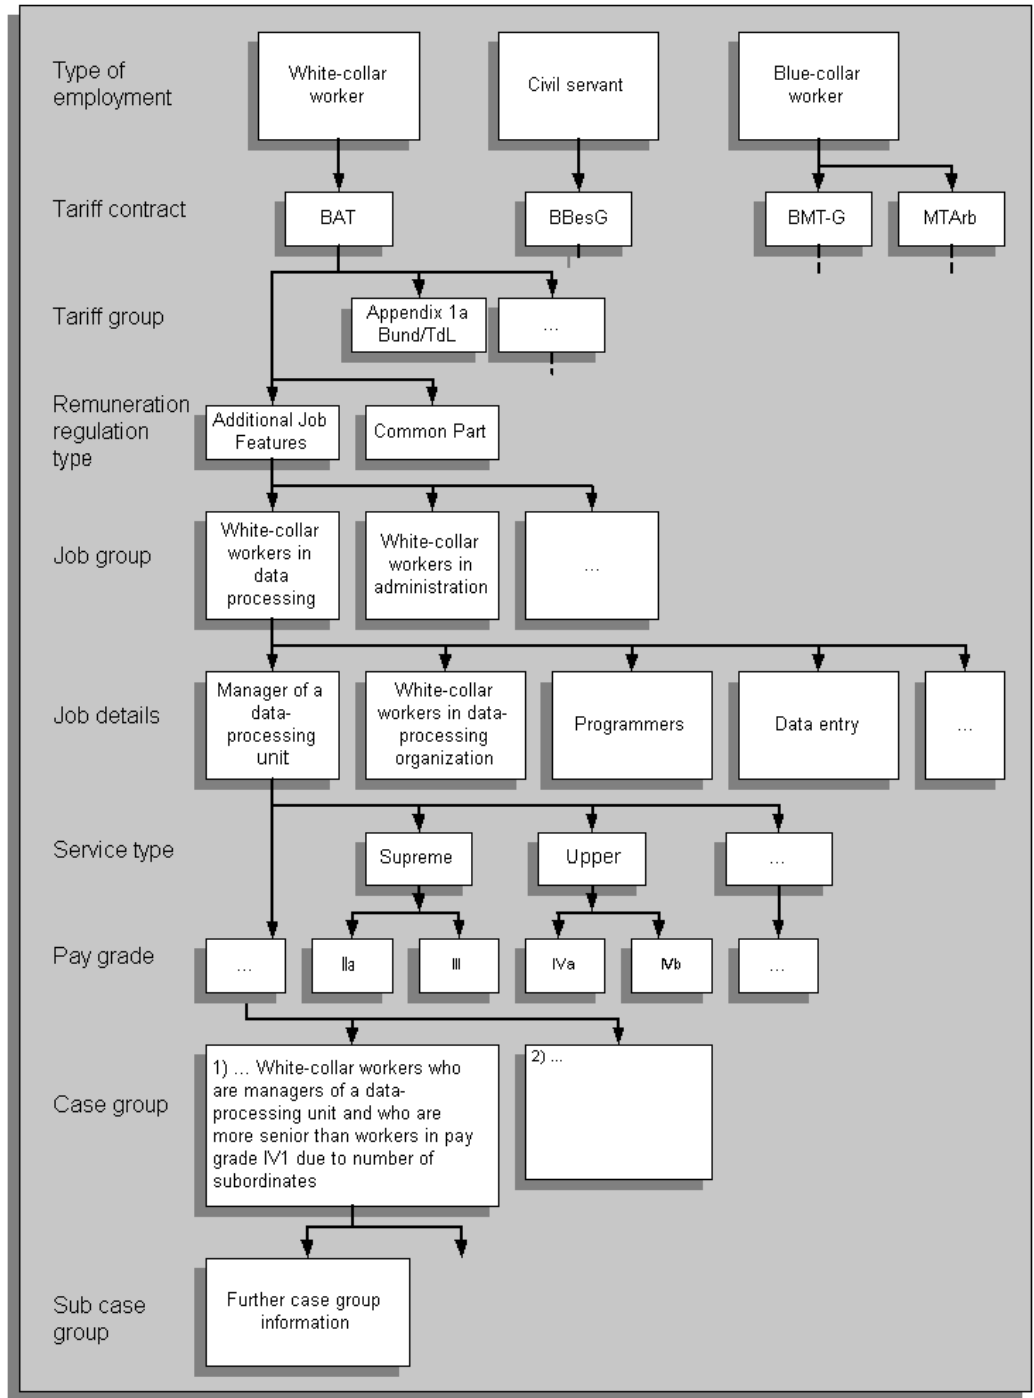 Type of
employment
White-collar
worker
Civil servant
Blue-collar
worker
Tariff contract
BAT
BBesG
BMT-G
MTArb
Tariff group
Appendix 1a
Bund/TdL
...
Remuneration
regulation
type
Additional Job
Features
Common Part
Job group
White-collar
workers in
data
processing
White-collar
workers in
administration
...
Job details
Manager of a
data-
processing
unit
White-collar
workers in data-
processing
organization
Programmers
Data entry
...
Service type
Supreme
Upper
...
Pay grade
...
IIa
III
IVa
IVb
...
Case group
1) ... White-collar workers who
are managers of a data-
processing unit and who are
more senior than workers in pay
grade IV1 due to number of
subordinates
2) ...
Sub case
group
Further case group
information